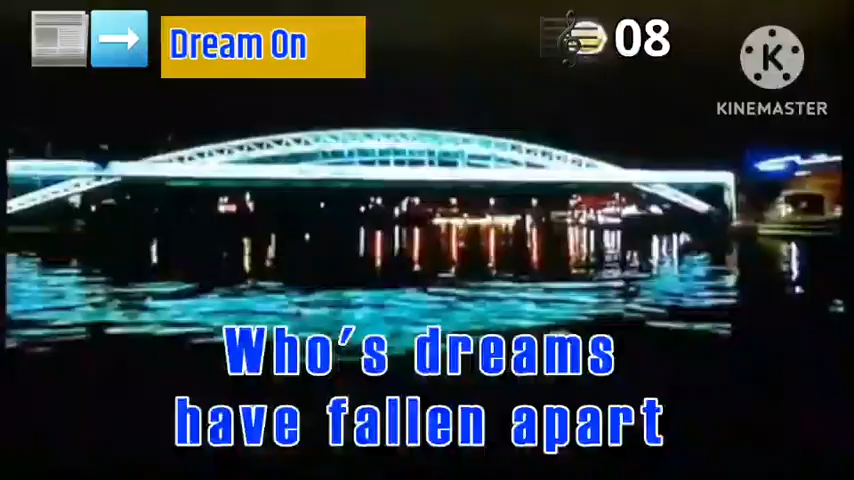 Dream On
08
K
KINEMASTER
Who's dreams
have fallen apart